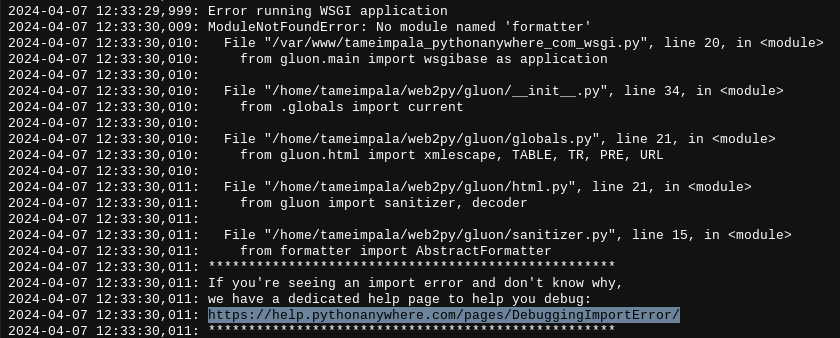 2024-04-07 12:33:29,999: Error running WSGI application
2024-04-07 12:33:30,009: ModuleNotFoundError: No module named 'formatter'
2024-04-07 12:33:30,010:   File "/var/www/tameimpala_pythonanywhere_com_wsgi.py", line 20, in <module>
2024-04-07 12:33:30,010:     from gluon.main import wsgibase as application
2024-04-07 12:33:30,010:
2024-04-07 12:33:30,010:   File "/home/tameimpala/web2py/gluon/__init__.py", line 34, in <module>
2024-04-07 12:33:30,010:     from .globals import current
2024-04-07 12:33:30,010:
2024-04-07 12:33:30,010:   File "/home/tameimpala/web2py/gluon/globals.py", line 21, in <module>
2024-04-07 12:33:30,010:     from gluon.html import xmlescape, TABLE, TR, PRE, URL
2024-04-07 12:33:30,010:
2024-04-07 12:33:30,011:   File "/home/tameimpala/web2py/gluon/html.py", line 21, in <module>
2024-04-07 12:33:30,011:     from gluon import sanitizer, decoder
2024-04-07 12:33:30,011:
2024-04-07 12:33:30,011:   File "/home/tameimpala/web2py/gluon/sanitizer.py", line 15, in <module>
2024-04-07 12:33:30,011:     from formatter import AbstractFormatter
2024-04-07 12:33:30,011: ***************************************************
2024-04-07 12:33:30,011: If you're seeing an import error and don't know why,
2024-04-07 12:33:30,011: we have a dedicated help page to help you debug:
2024-04-07 12:33:30,011: https://help.pythonanywhere.com/pages/DebuggingImportError/
2024-04-07 12:33:30,011: ***************************************************